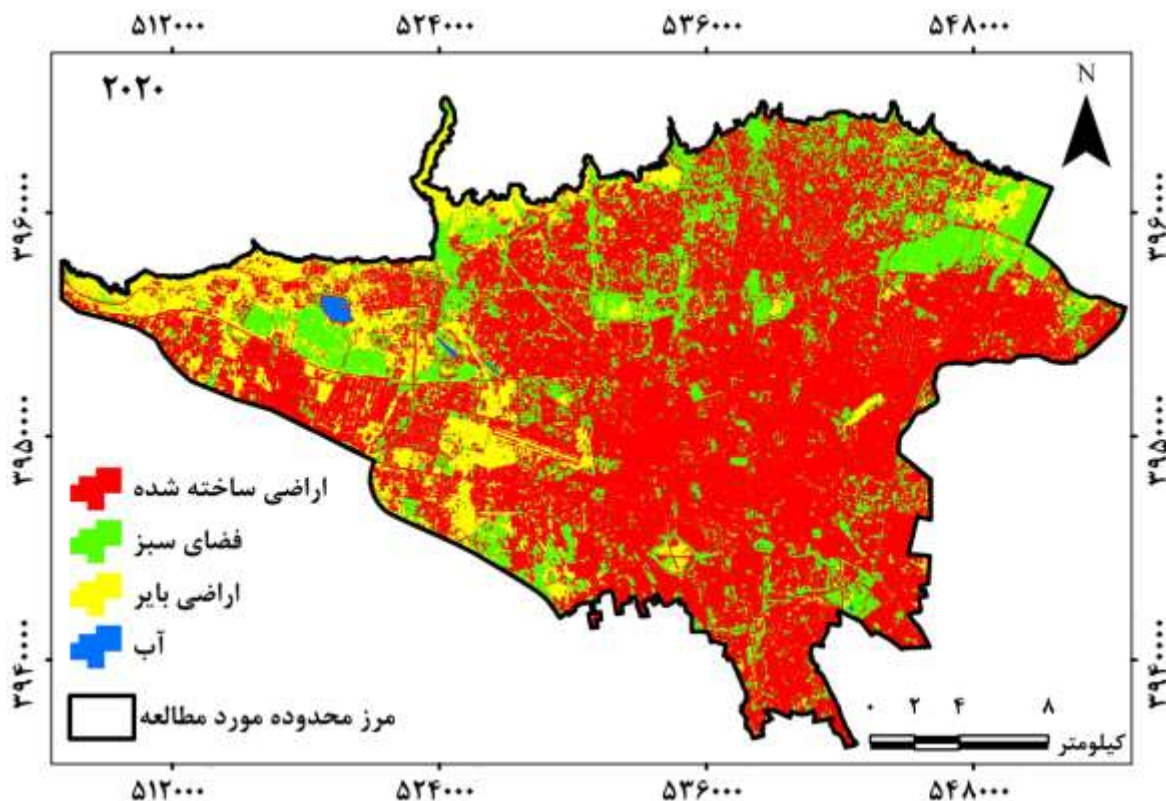 ۵۱۲۰۰۰ ۵۲۴۰۰۰ ۵۳۶۰۰۰ ۵۴۸۰۰۰
۲۰۲۰
N
۳۹۶۰۰۰۰ ۳۹۶۰۰۰۰
۳۹۵۰۰۰۰ ۳۹۵۰۰۰۰
۳۹۴۰۰۰۰ ۳۹۴۰۰۰۰
اراضی ساخته شده
فضای سبز
اراضی بایر
آب
مرز محدوده مورد مطالعه
۰ ۲ ۴ ۸
کیلومتر
۵۱۲۰۰۰ ۵۲۴۰۰۰ ۵۳۶۰۰۰ ۵۴۸۰۰۰